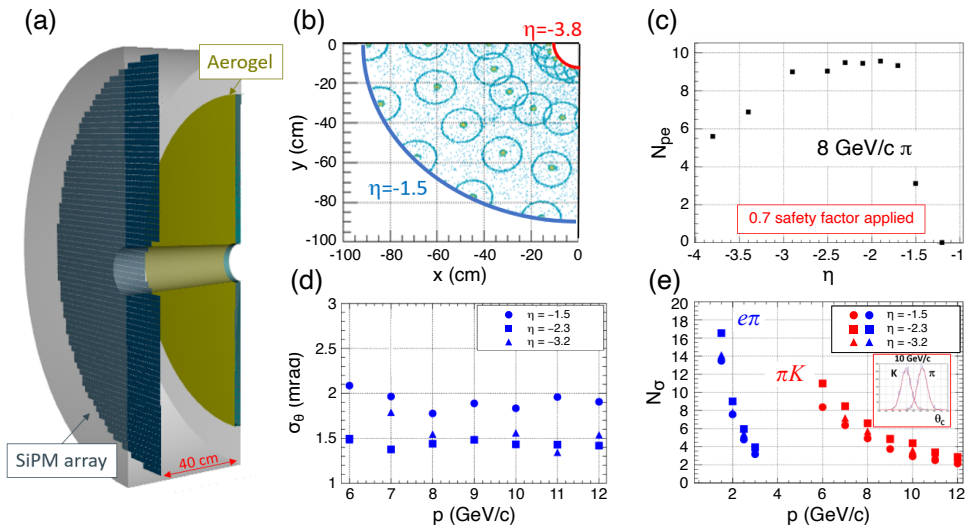 (a)
Aerogel
SiPM array
40 cm
(b)
η=-3.8
η=-1.5
0
-20
-40
-60
-80
-100
y (cm)
-100 -80 -60 -40 -20 0
x (cm)
(c)
10
8
6
4
2
0
Npe
8 GeV/c π
0.7 safety factor applied
-4 -3.5 -3 -2.5 -2 -1.5 -1
η
(d)
3
2.5
2
1.5
1
σθ (mrad)
η = −1.5
η = −2.3
η = −3.2
6 7 8 9 10 11 12
p (GeV/c)
(e)
20
18
16
14
12
10
8
6
4
2
0
Nσ
eπ
πK
η = -1.5
η = -2.3
η = -3.2
10 GeV/c
K π
θc
2 4 6 8 10 12
p (GeV/c)